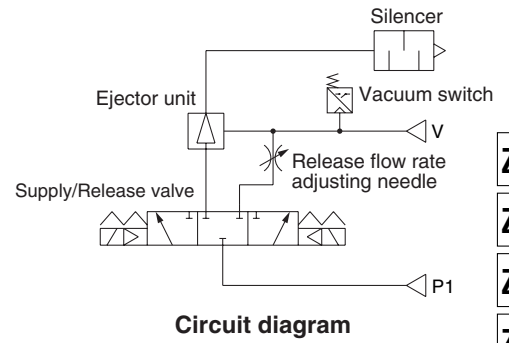 Silencer
Ejector unit
Vacuum switch
V
Release flow rate
adjusting needle
Supply/Release valve
P1
Circuit diagram
Z
Z
Z